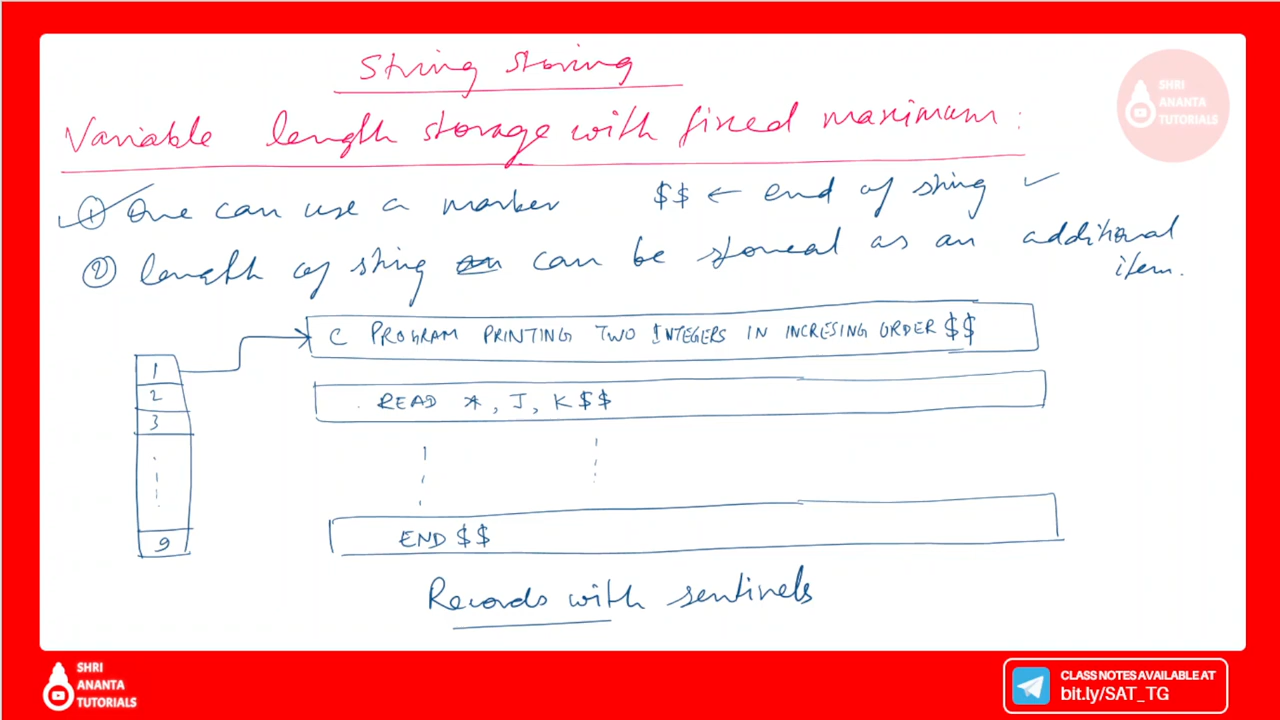 String storing
Variable length storage with fixed maximum :
① One can use a marker $$ ← end of string ✓
② length of string can be stored as an additional
item.
C PROGRAM PRINTING TWO INTEGERS IN INCRESING ORDER $$
1
2
READ *, J, K $$
3
9
END $$
Records with sentinels
SHRI
ANANTA
TUTORIALS
SHRI
ANANTA
TUTORIALS
CLASS NOTES AVAILABLE AT
bit.ly/SAT_TG